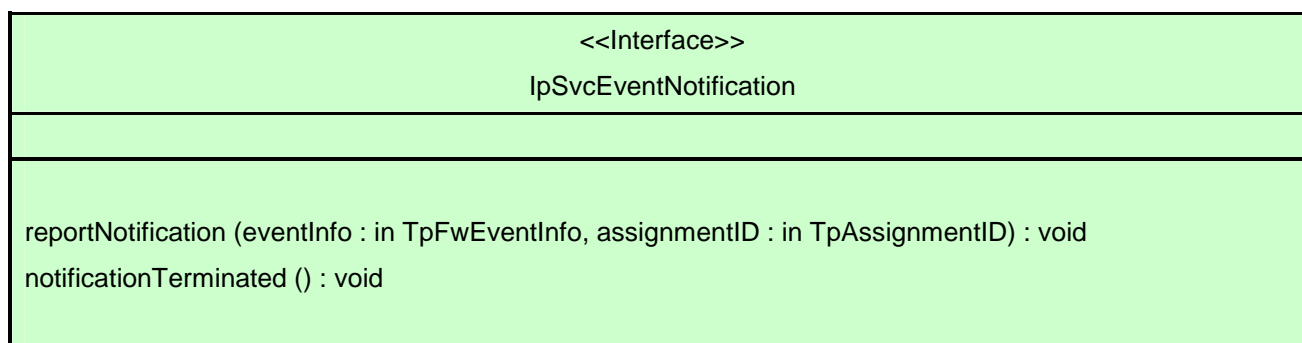 <<Interface>>
IpSvcEventNotification
reportNotification (eventInfo : in TpFwEventInfo, assignmentID : in TpAssignmentID) : void
notificationTerminated () : void